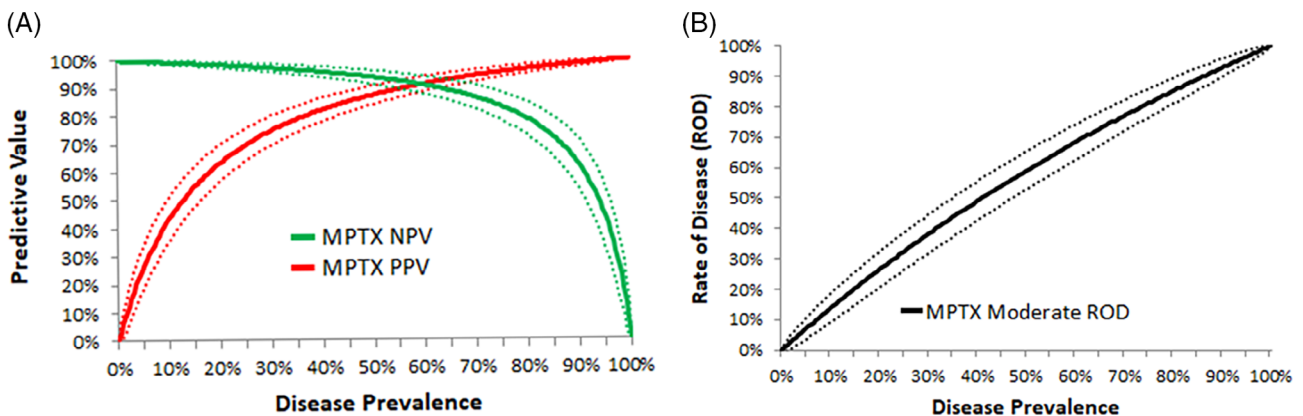 (A)
Predictive Value
100%
90%
80%
70%
60%
50%
40%
30%
20%
10%
0%
MPTX NPV
MPTX PPV
0% 10% 20% 30% 40% 50% 60% 70% 80% 90% 100%
Disease Prevalence
(B)
Rate of Disease (ROD)
100%
90%
80%
70%
60%
50%
40%
30%
20%
10%
0%
MPTX Moderate ROD
0% 10% 20% 30% 40% 50% 60% 70% 80% 90% 100%
Disease Prevalence